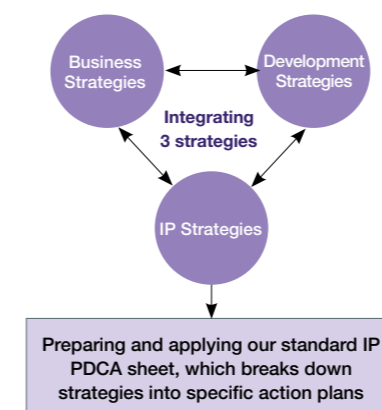 Business
Strategies
Development
Strategies
Integrating
3 strategies
IP Strategies
Preparing and applying our standard IP
PDCA sheet, which breaks down
strategies into specific action plans